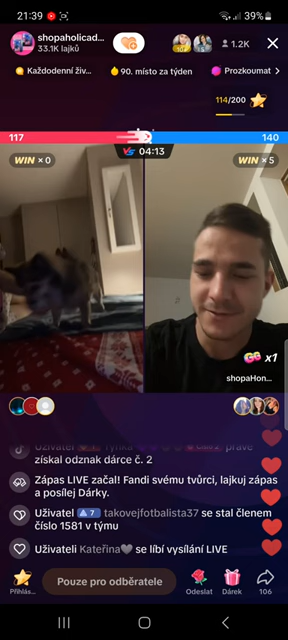 21:39
39%
shopaholicad...
33.1K lajků
1.2K
Každodenní živ...
90. místo za týden
Prozkoumat
114/200
117
140
WIN × 0
VS 04:13
WIN × 5
x1
shopaHon...
Uživatel
právě
získal odznak dárce č. 2
Zápas LIVE začal! Fandi svému tvůrci, lajkuj zápas
a posílej Dárky.
Uživatel 7 takovejfotbalista37 se stal členem
číslo 1581 v týmu
Uživateli Kateřina se líbí vysílání LIVE
Přihlás...
Pouze pro odběratele
Odeslat
Dárek
106